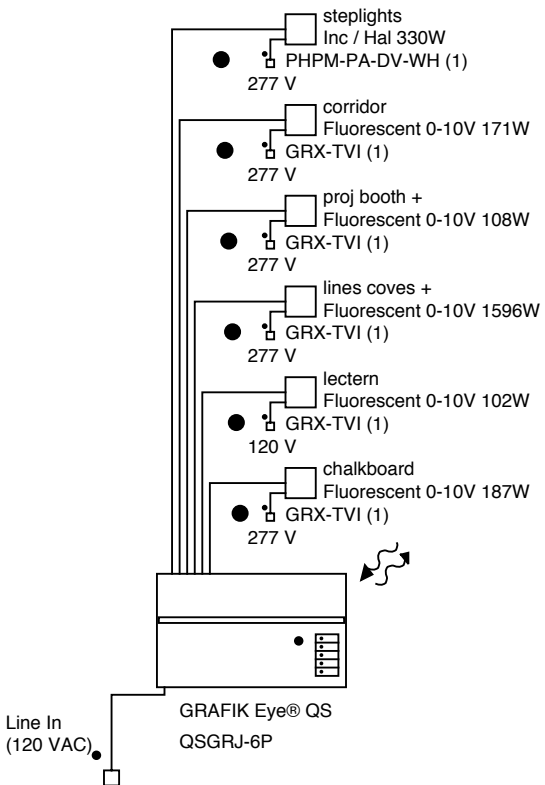 steplights
Inc / Hal 330W
PHPM-PA-DV-WH (1)
277 V
corridor
Fluorescent 0-10V 171W
GRX-TVI (1)
277 V
proj booth +
Fluorescent 0-10V 108W
GRX-TVI (1)
277 V
lines coves +
Fluorescent 0-10V 1596W
GRX-TVI (1)
277 V
lectern
Fluorescent 0-10V 102W
GRX-TVI (1)
120 V
chalkboard
Fluorescent 0-10V 187W
GRX-TVI (1)
277 V
GRAFIK Eye® QS
QSGRJ-6P
Line In
(120 VAC)